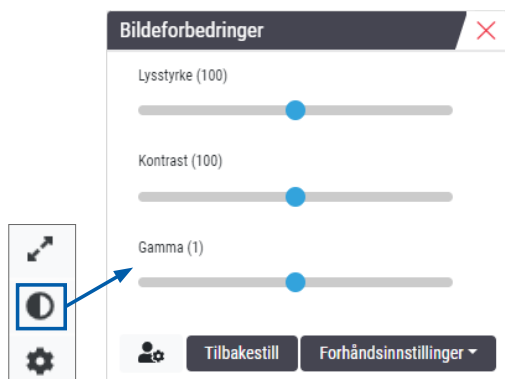 Bildeforbedringer
Lysstyrke (100)
Kontrast (100)
Gamma (1)
Tilbakestill Forhåndsinnstillinger